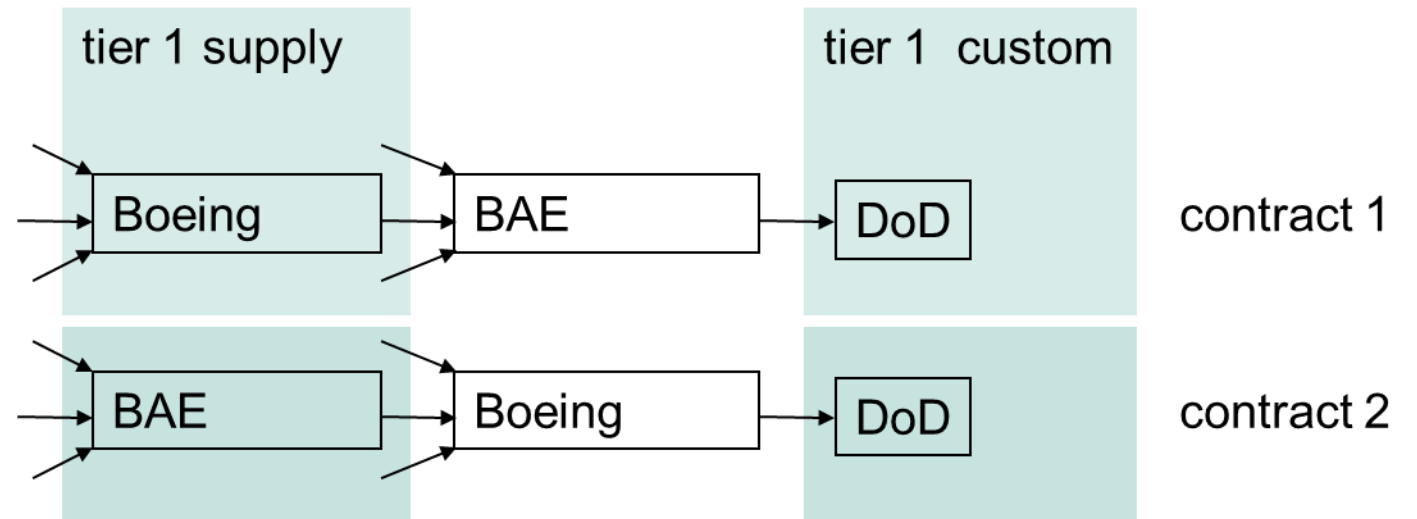 tier 1 supply
tier 1  custom
Boeing
BAE
DoD
contract 1
BAE
Boeing
DoD
contract 2